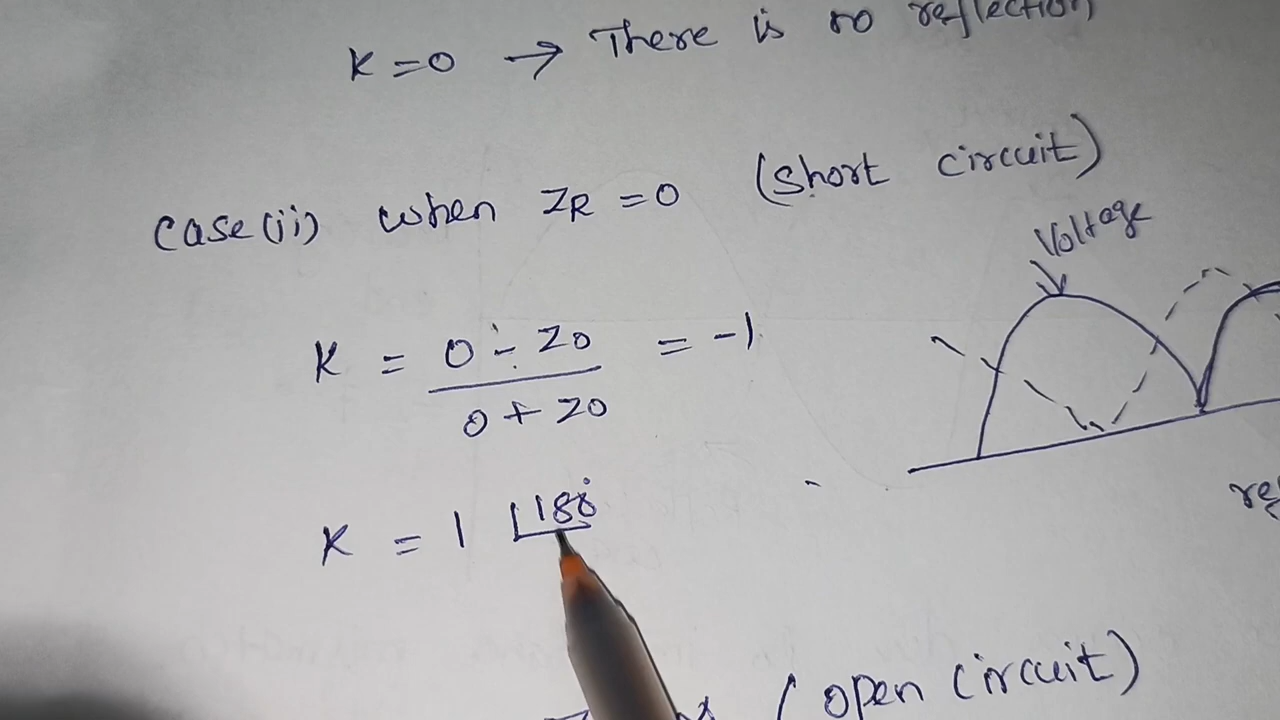 K = 0 → There is no reflection
case(ii) when ZR = 0 (short circuit)
Voltage
K = 0 - Z0 / 0 + Z0 = -1
K = 1 ∠180°
(open circuit)